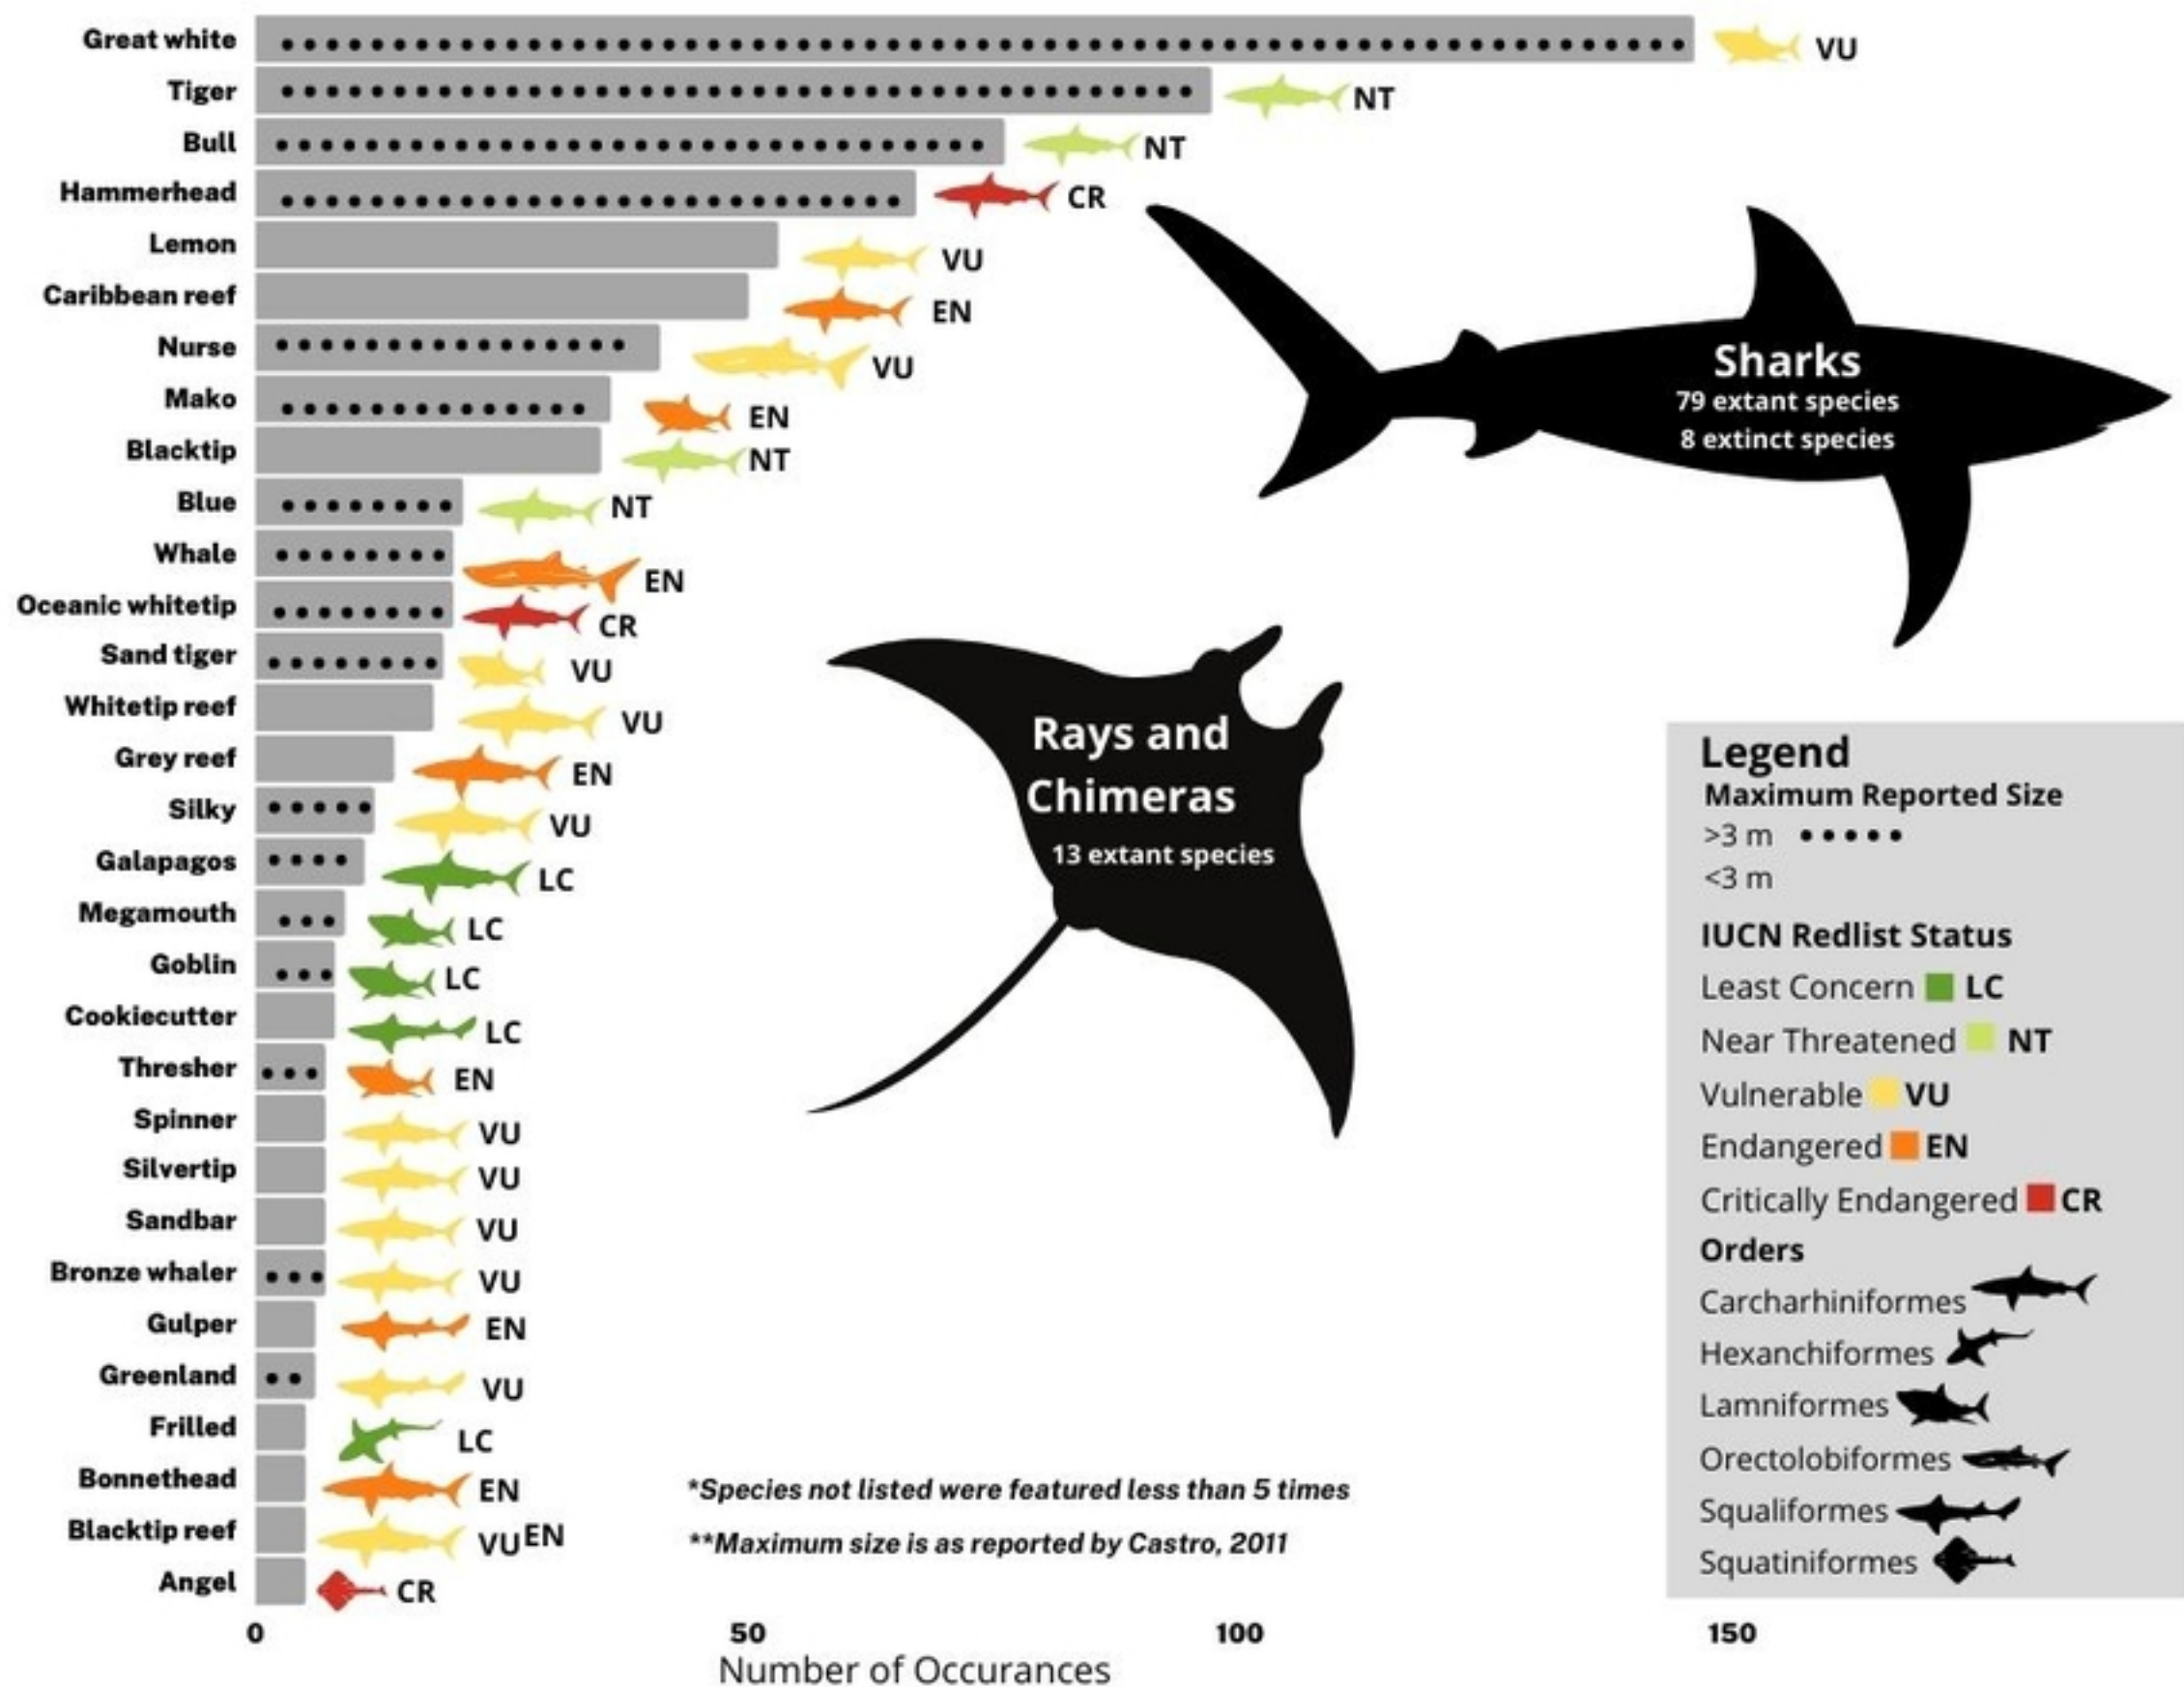 Great white VU
Tiger NT
Bull NT
Hammerhead CR
Lemon VU
Caribbean reef EN
Nurse VU
Mako EN
Blacktip NT
Blue NT
Whale EN
Oceanic whitetip CR
Sand tiger VU
Whitetip reef VU
Grey reef EN
Silky VU
Galapagos LC
Megamouth LC
Goblin LC
Cookiecutter LC
Thresher EN
Spinner VU
Silvertip VU
Sandbar VU
Bronze whaler VU
Gulper EN
Greenland VU
Frilled LC
Bonnethead EN
Blacktip reef VU EN
Angel CR
0 50 100 150
Number of Occurances
Sharks
79 extant species
8 extinct species
Rays and
Chimeras
13 extant species
*Species not listed were featured less than 5 times
**Maximum size is as reported by Castro, 2011
Legend
Maximum Reported Size
>3 m
<3 m
IUCN Redlist Status
Least Concern LC
Near Threatened NT
Vulnerable VU
Endangered EN
Critically Endangered CR
Orders
Carcharhiniformes
Hexanchiformes
Lamniformes
Orectolobiformes
Squaliformes
Squatiniformes